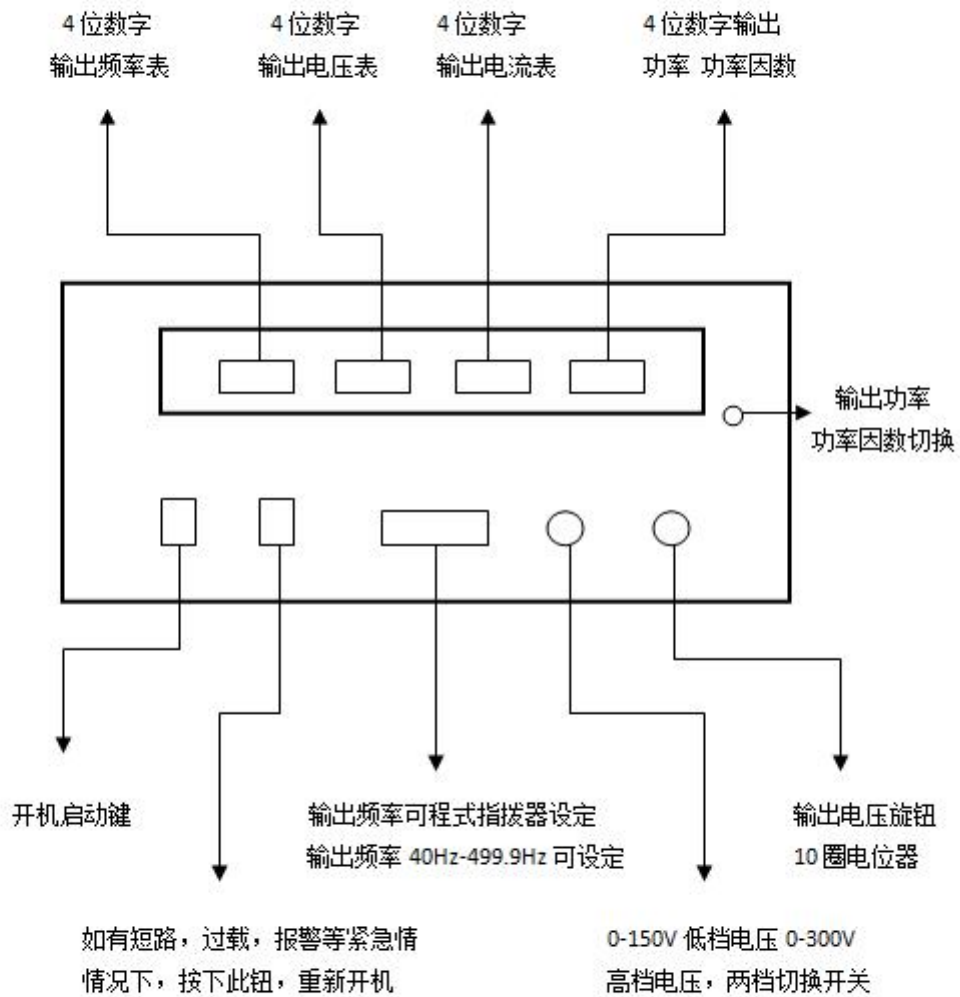 4 位数字
输出频率表
4 位数字
输出电压表
4 位数字
输出电流表
4 位数字输出
功率 功率因数
输出功率
功率因数切换
开机启动键
输出频率可程式指拨器设定
输出频率 40Hz-499.9Hz 可设定
输出电压旋钮
10 圈电位器
如有短路，过载，报警等紧急情
情况下，按下此钮，重新开机
0-150V 低档电压 0-300V
高档电压，两档切换开关